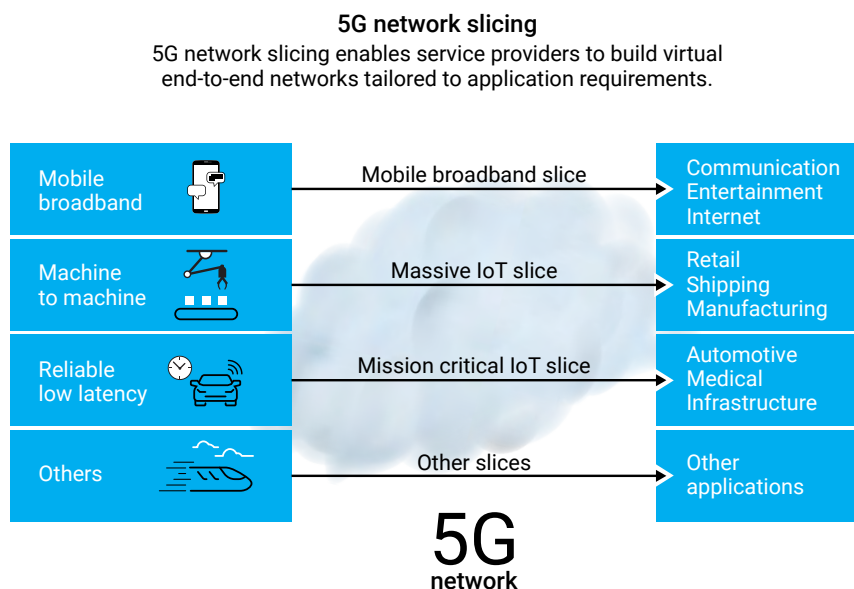 5G network slicing
5G network slicing enables service providers to build virtual
end-to-end networks tailored to application requirements.
Mobile
broadband
Mobile broadband slice
Communication
Entertainment
Internet
Machine
to machine
Massive IoT slice
Retail
Shipping
Manufacturing
Reliable
low latency
Mission critical IoT slice
Automotive
Medical
Infrastructure
Others
Other slices
Other
applications
5G
network